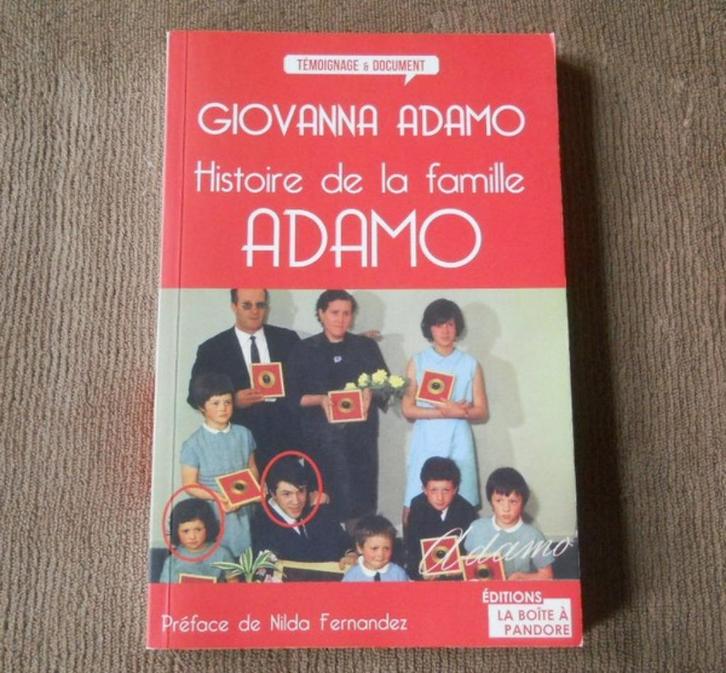 TÉMOIGNAGE & DOCUMENT
GIOVANNA ADAMO
Histoire de la famille
ADAMO
Adamo
Préface de Nilda Fernandez
ÉDITIONS
LA BOÎTE À
PANDORE